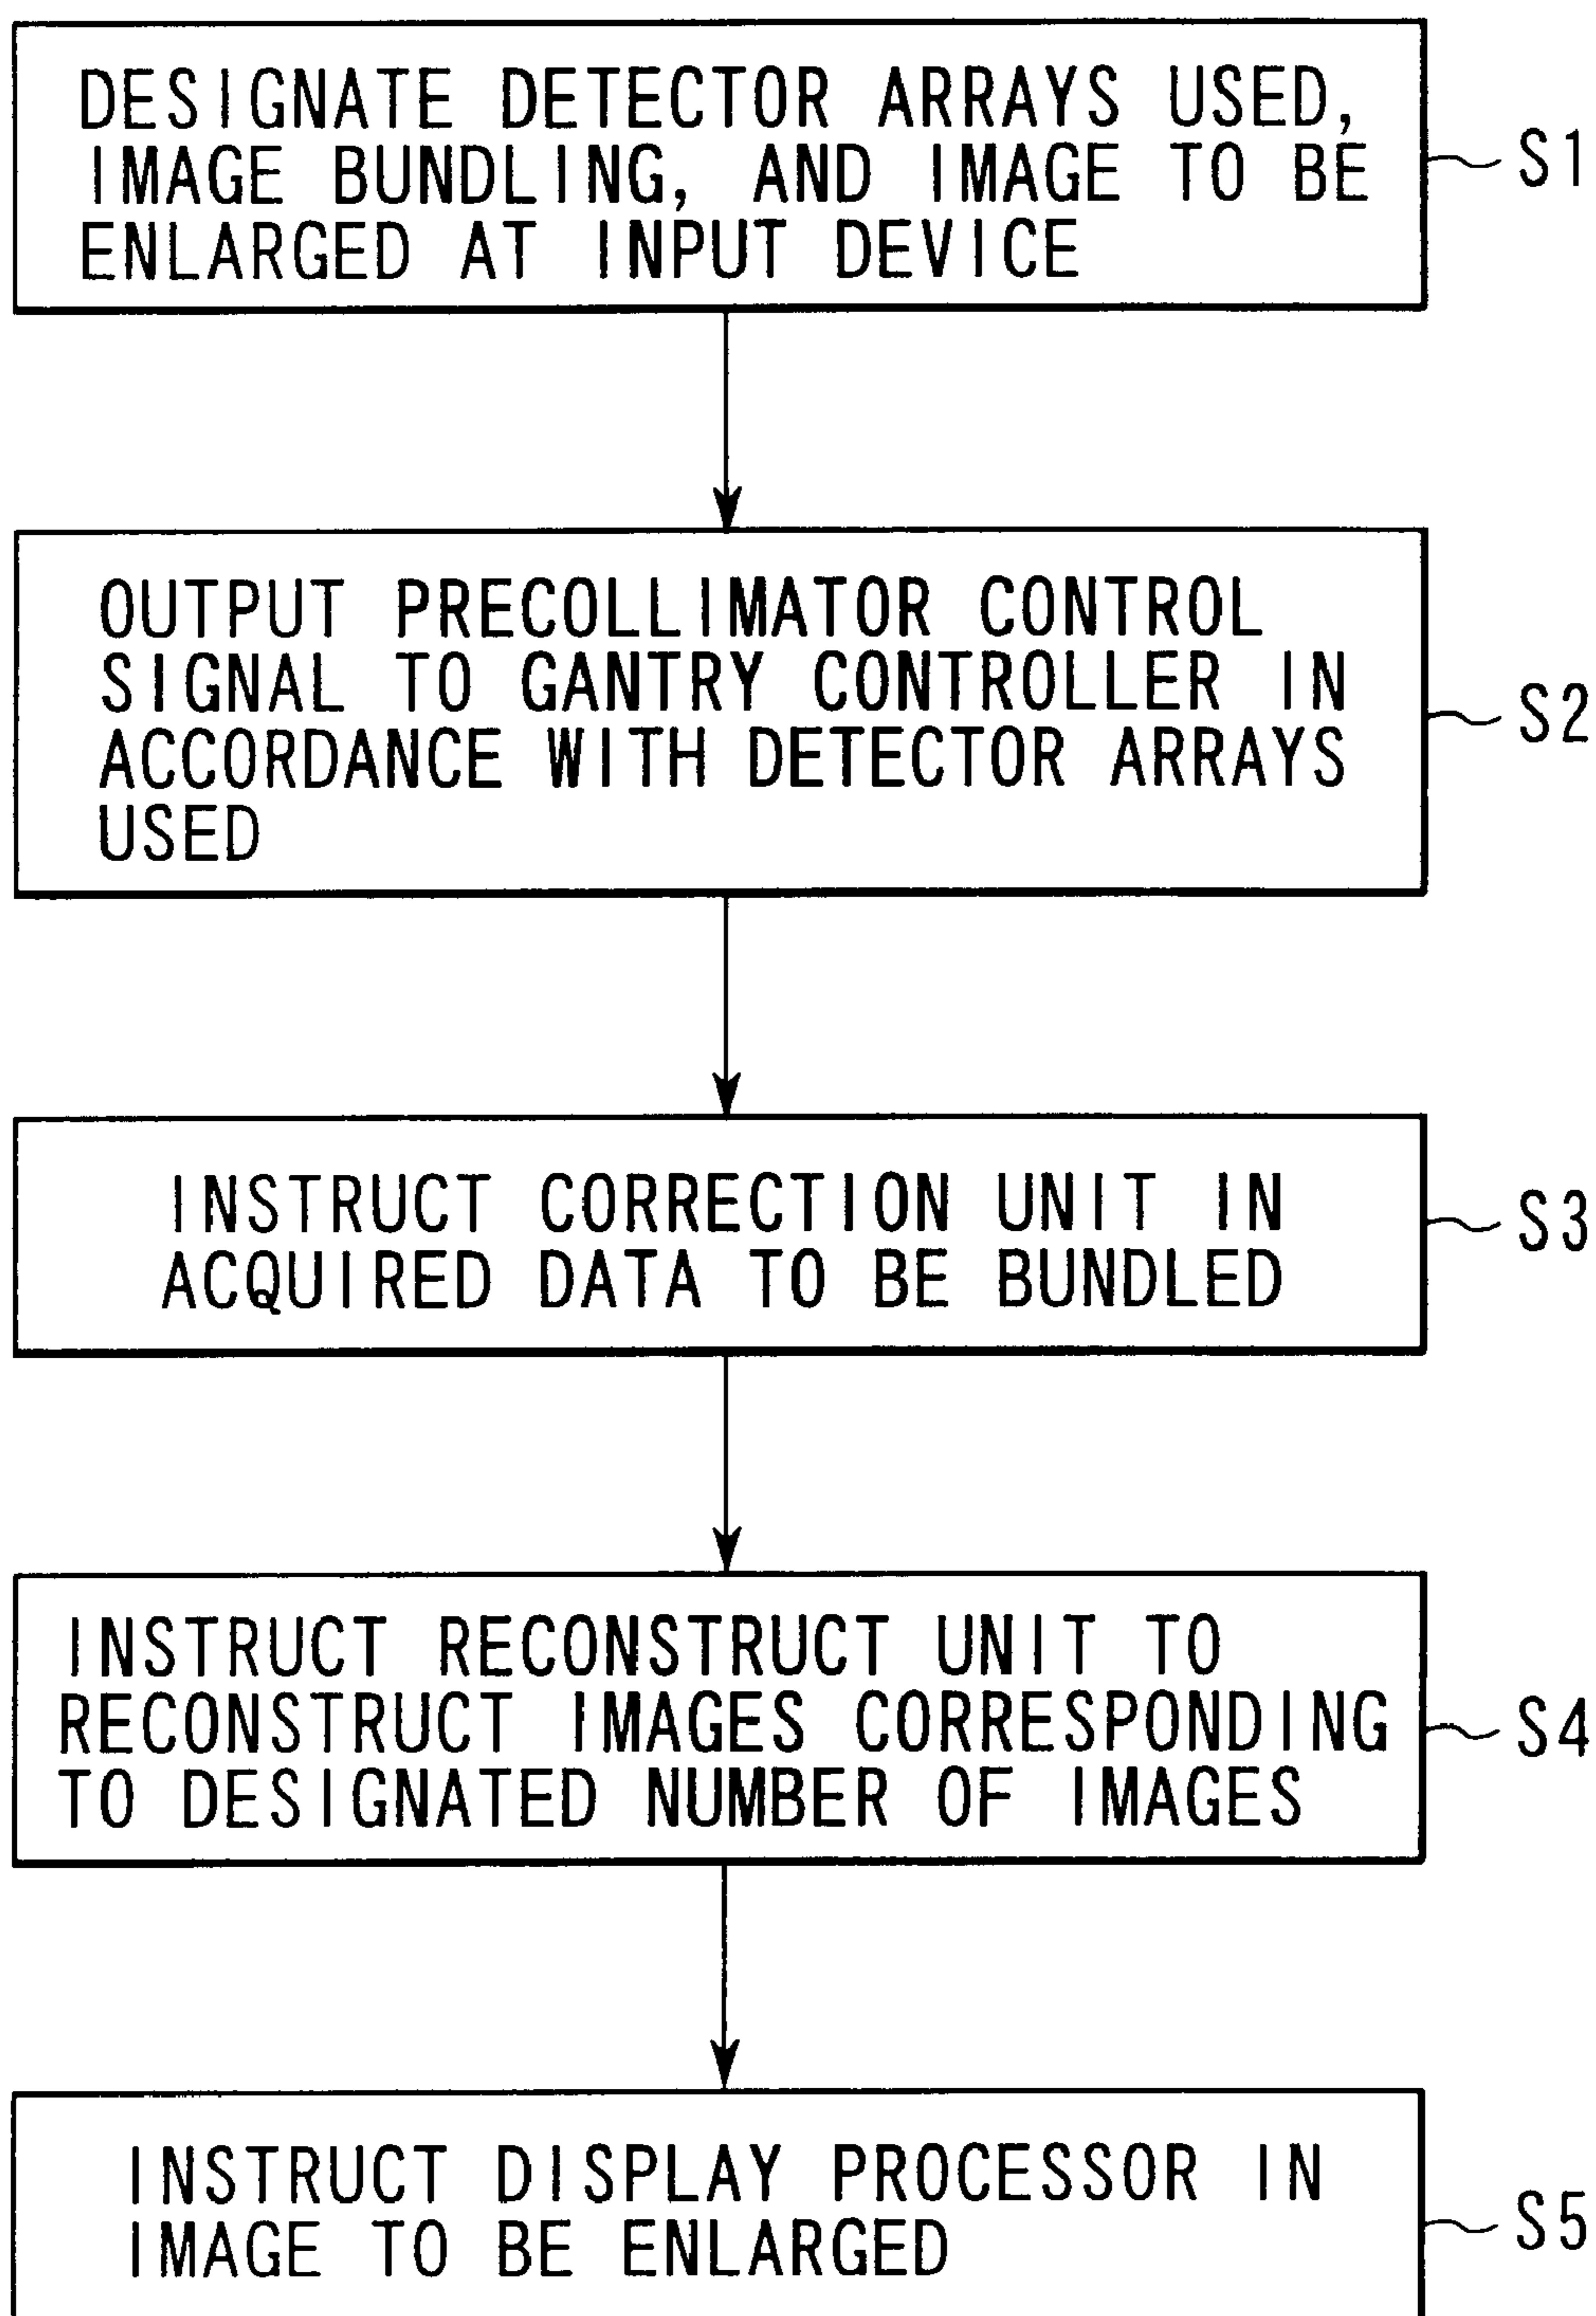 DESIGNATE DETECTOR ARRAYS USED,
IMAGE BUNDLING, AND IMAGE TO BE
ENLARGED AT INPUT DEVICE
S1
OUTPUT PRECOLLIMATOR CONTROL
SIGNAL TO GANTRY CONTROLLER IN
ACCORDANCE WITH DETECTOR ARRAYS
USED
S2
INSTRUCT CORRECTION UNIT IN
ACQUIRED DATA TO BE BUNDLED
S3
INSTRUCT RECONSTRUCT UNIT TO
RECONSTRUCT IMAGES CORRESPONDING
TO DESIGNATED NUMBER OF IMAGES
S4
INSTRUCT DISPLAY PROCESSOR IN
IMAGE TO BE ENLARGED
S5